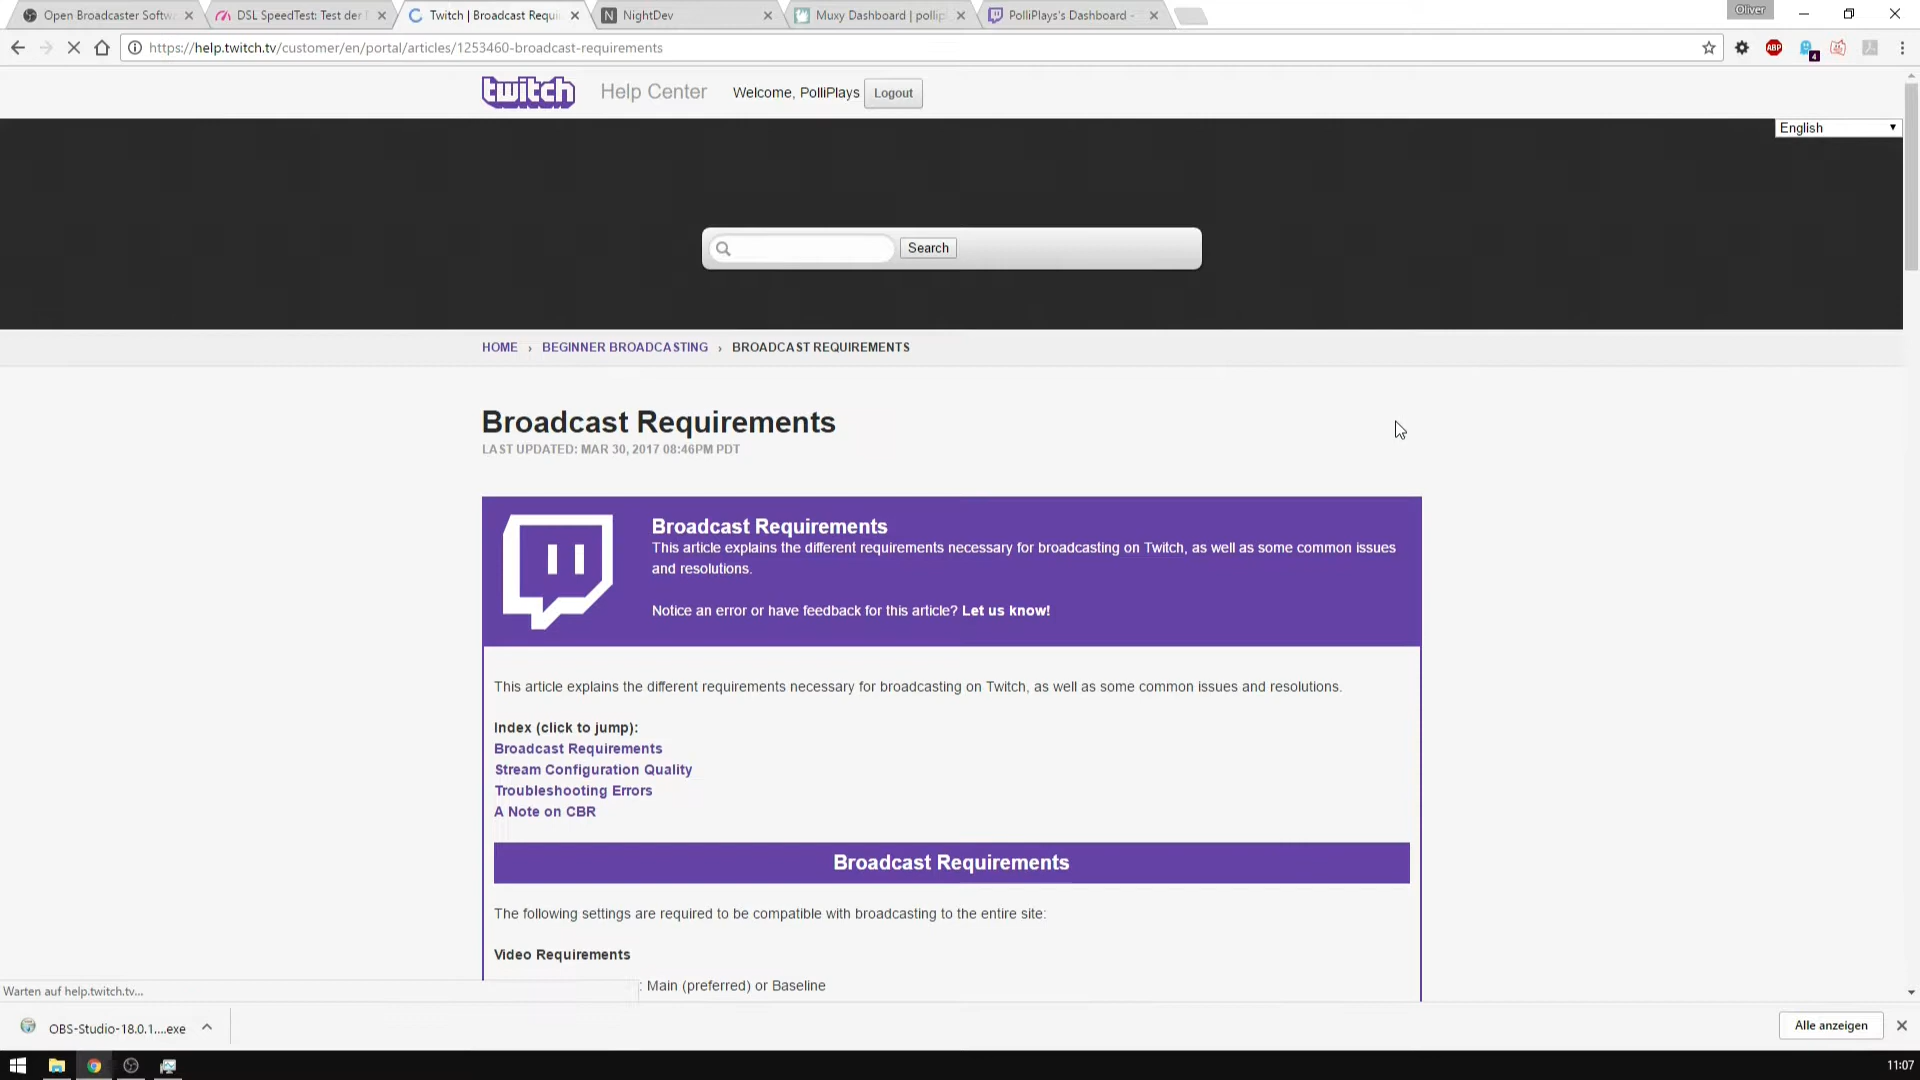 Open Broadcaster Softw
DSL SpeedTest: Test der
Twitch | Broadcast Requi
NightDev
Muxy Dashboard | pollip
PolliPlays's Dashboard -
Oliver
https://help.twitch.tv/customer/en/portal/articles/1253460-broadcast-requirements
ABP
4
twitch
Help Center
Welcome, PolliPlays
Logout
English
Search
HOME › BEGINNER BROADCASTING › BROADCAST REQUIREMENTS
Broadcast Requirements
LAST UPDATED: MAR 30, 2017 08:46PM PDT
Broadcast Requirements
This article explains the different requirements necessary for broadcasting on Twitch, as well as some common issues
and resolutions.
Notice an error or have feedback for this article? Let us know!
This article explains the different requirements necessary for broadcasting on Twitch, as well as some common issues and resolutions.
Index (click to jump):
Broadcast Requirements
Stream Configuration Quality
Troubleshooting Errors
A Note on CBR
Broadcast Requirements
The following settings are required to be compatible with broadcasting to the entire site:
Video Requirements
: Main (preferred) or Baseline
Warten auf help.twitch.tv...
OBS-Studio-18.0.1....exe
Alle anzeigen
11:07